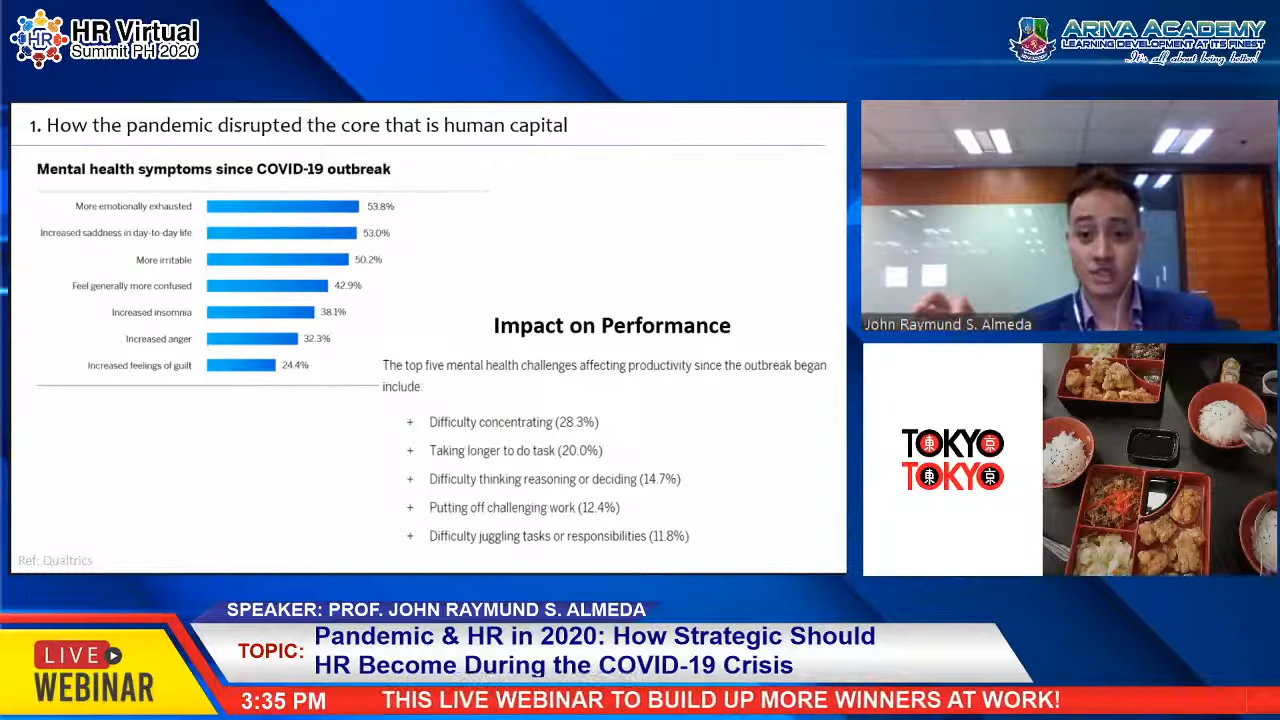 HR Virtual
Summit PH 2020
HR
ARIVA ACADEMY
LEARNING DEVELOPMENT AT ITS FINEST
It's all about being better!
1. How the pandemic disrupted the core that is human capital
Mental health symptoms since COVID-19 outbreak
More emotionally exhausted 53.8%
Increased saddness in day-to-day life 53.0%
More irritable 50.2%
Feel generally more confused 42.9%
Increased insomnia 38.1%
Increased anger 32.3%
Increased feelings of guilt 24.4%
Impact on Performance
The top five mental health challenges affecting productivity since the outbreak began
include:
+ Difficulty concentrating (28.3%)
+ Taking longer to do task (20.0%)
+ Difficulty thinking reasoning or deciding (14.7%)
+ Putting off challenging work (12.4%)
+ Difficulty juggling tasks or responsibilities (11.8%)
Ref: Qualtrics
John Raymund S. Almeda
TOKYO
東 京
TOKYO
東 京
SPEAKER: PROF. JOHN RAYMUND S. ALMEDA
TOPIC: Pandemic & HR in 2020: How Strategic Should
HR Become During the COVID-19 Crisis
LIVE
WEBINAR
3:35 PM THIS LIVE WEBINAR TO BUILD UP MORE WINNERS AT WORK!